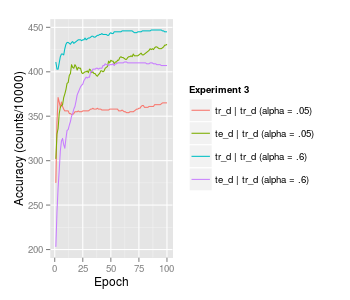 450
400
350
300
250
200
Accuracy (counts/10000)
0 25 50 75 100
Epoch
Experiment 3
tr_d | tr_d (alpha = .05)
te_d | tr_d (alpha = .05)
tr_d | tr_d (alpha = .6)
te_d | tr_d (alpha = .6)